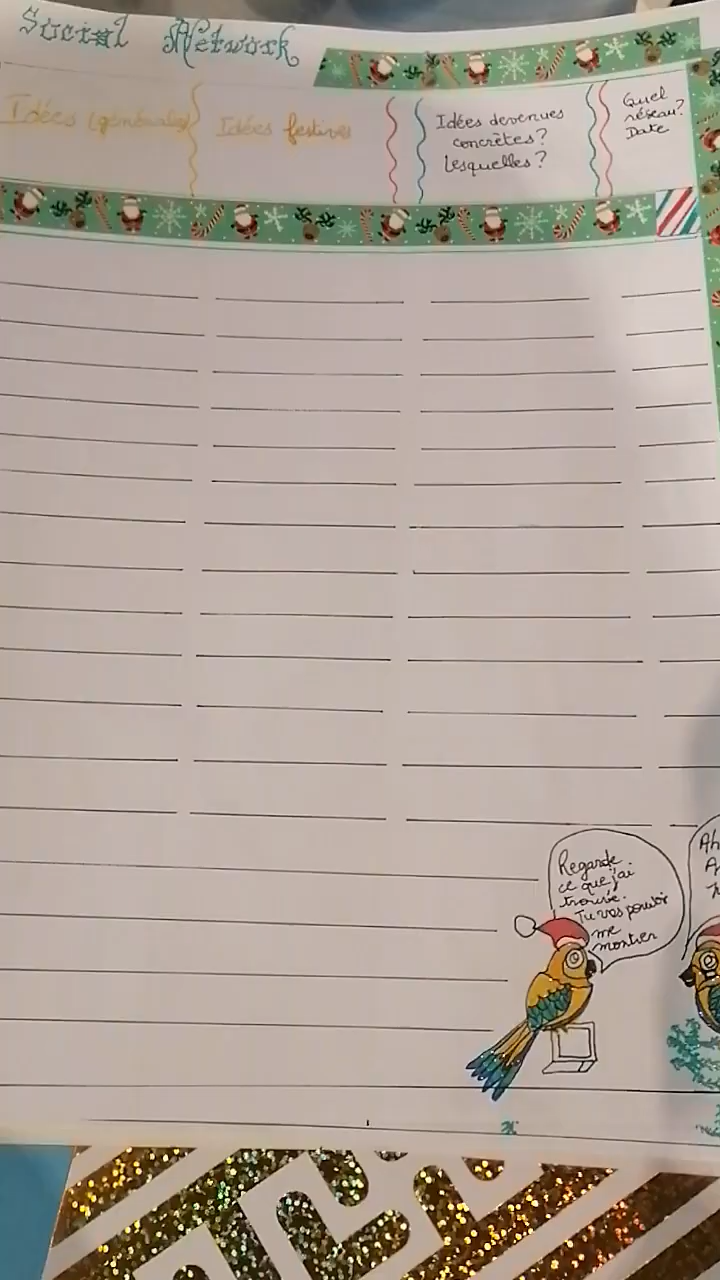 Social Network
Idées (générales)
Idées festives
Idées devenues
concrètes?
Lesquelles?
Quel
réseau?
Date
Regarde
ce que j'ai
trouvé.
Tu vas pouvoir
me
montrer
Ah